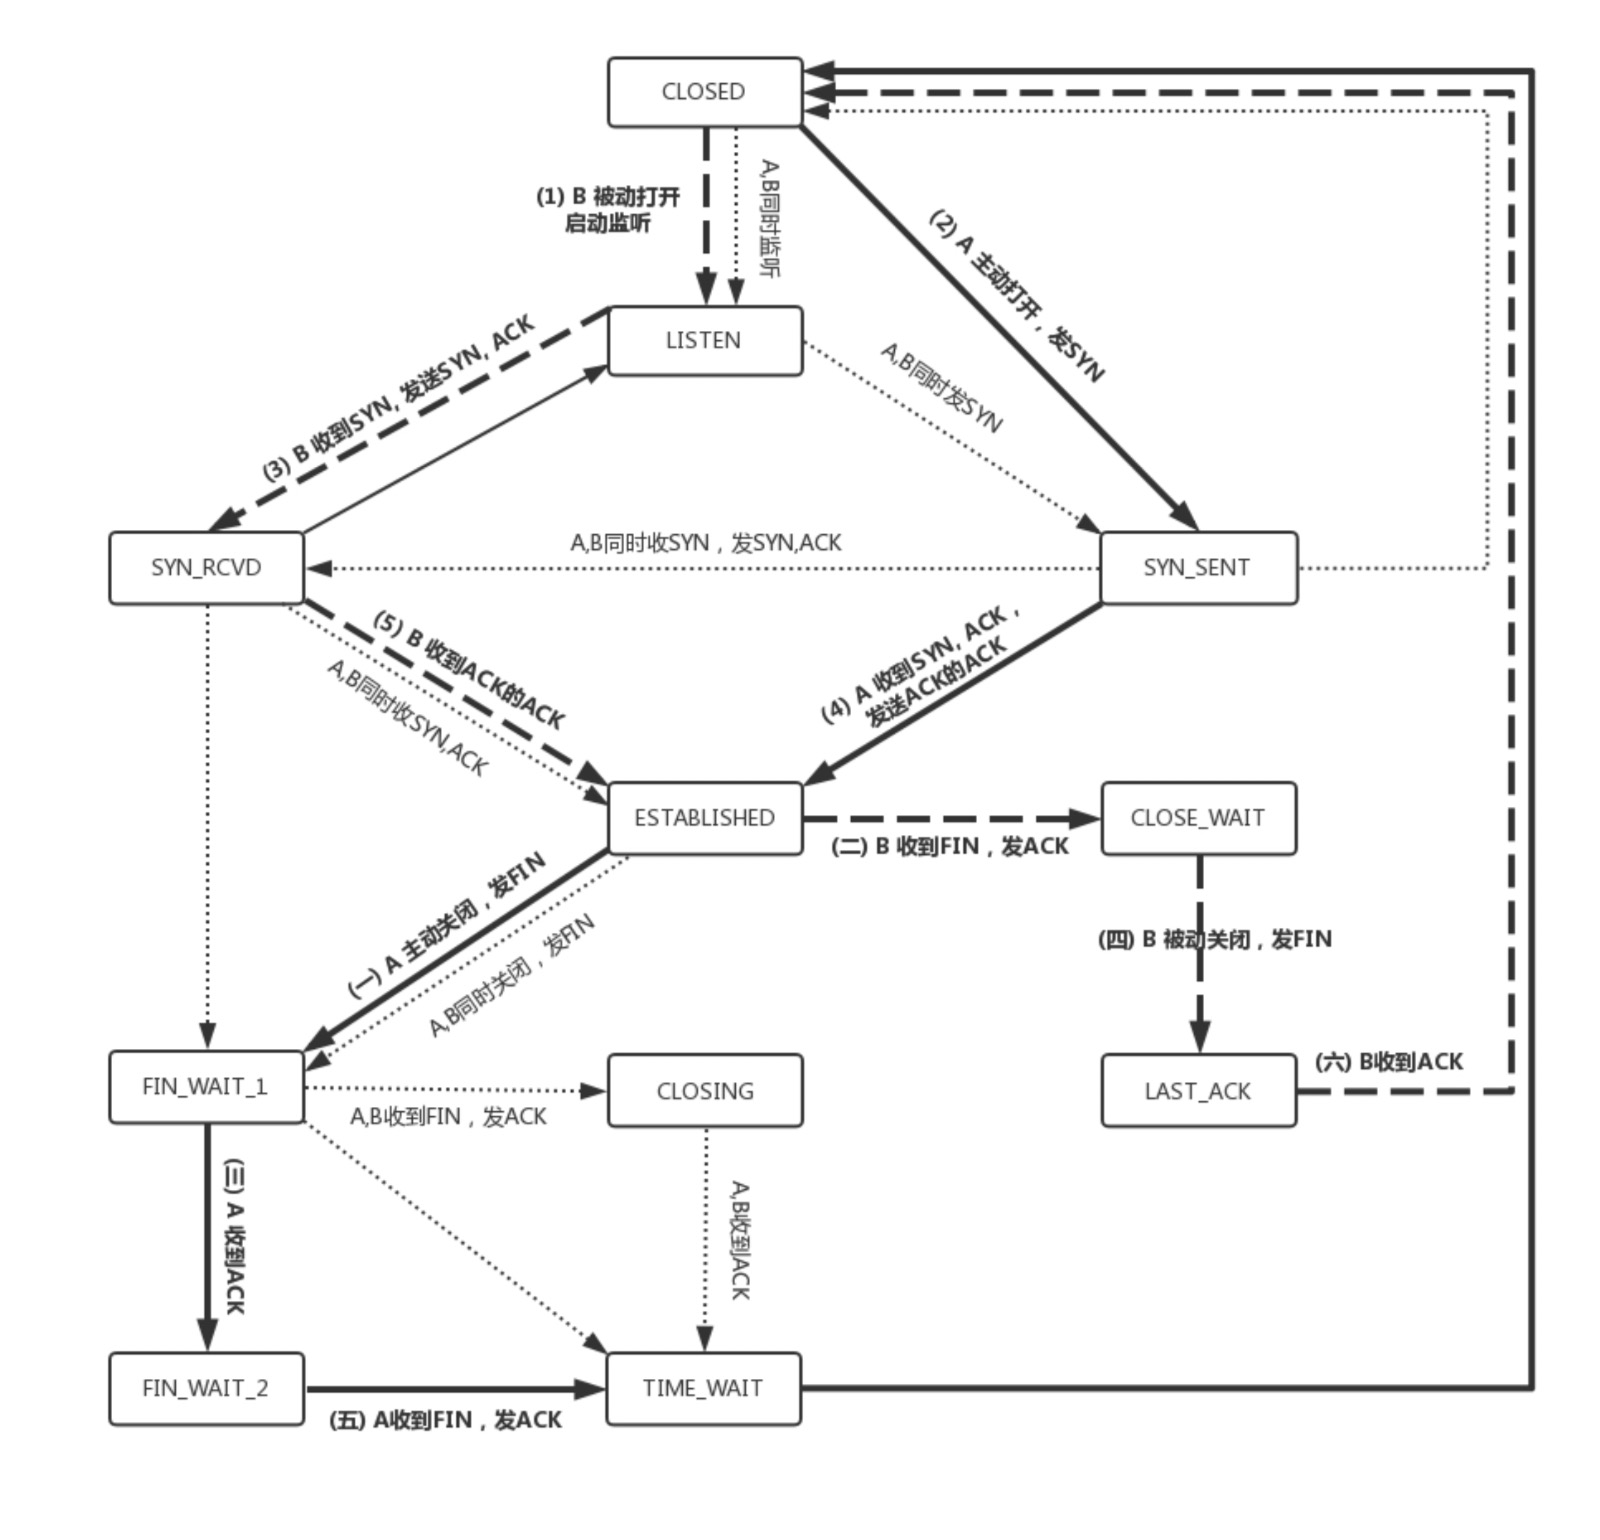 CLOSED
(1) B 被动打开
启动监听
A,B同时监听
(2) A 主动打开，发SYN
LISTEN
(3) B 收到SYN, 发送SYN, ACK
A,B同时发SYN
SYN_RCVD
A,B同时收SYN，发SYN,ACK
SYN_SENT
(5) B 收到ACK的ACK
A,B同时收SYN,ACK
(4) A 收到SYN, ACK，
发送ACK的ACK
ESTABLISHED
(二) B 收到FIN，发ACK
CLOSE_WAIT
(一) A 主动关闭，发FIN
A,B同时关闭，发FIN
(四) B 被动关闭，发FIN
FIN_WAIT_1
A,B收到FIN，发ACK
CLOSING
LAST_ACK
(六) B收到ACK
(三) A 收到ACK
A,B收到ACK
FIN_WAIT_2
(五) A收到FIN，发ACK
TIME_WAIT